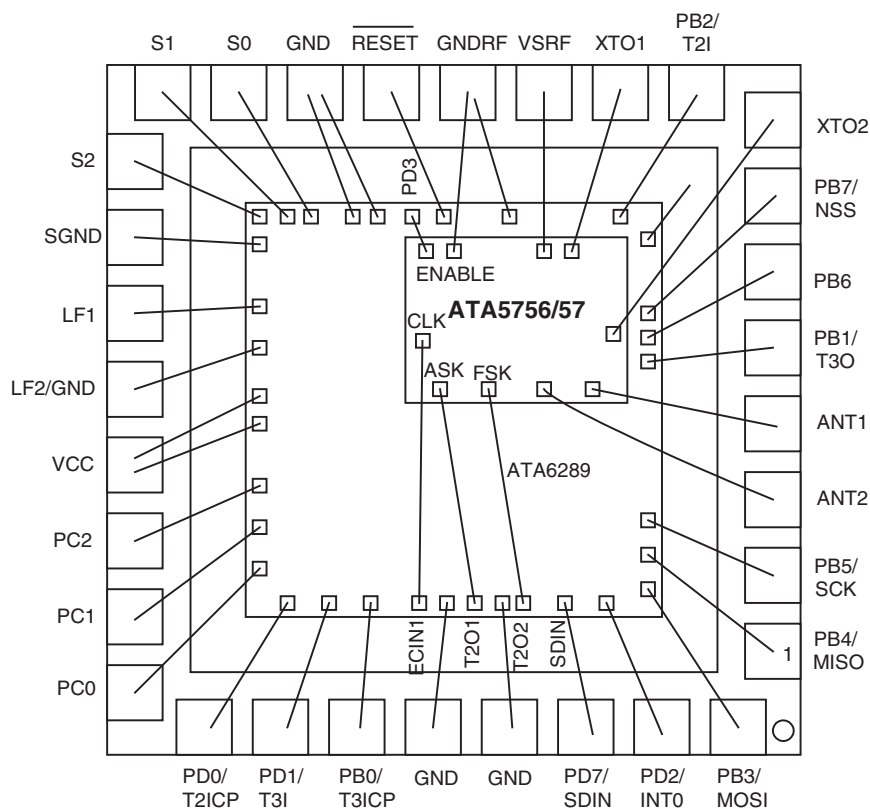 PB2/
T2I
S1
S0
GND
RESET
GNDRF
VSRF
XTO1
XTO2
S2
PD3
PB7/
NSS
SGND
ENABLE
PB6
LF1
ATA5756/57
CLK
PB1/
T3O
LF2/GND
ASK
FSK
ANT1
VCC
ATA6289
ANT2
PC2
PB5/
SCK
PC1
ECIN1
T2O1
T2O2
SDIN
PB4/
MISO
1
PC0
PD0/
T2ICP
PD1/
T3I
PB0/
T3ICP
GND
GND
PD7/
SDIN
PD2/
INT0
PB3/
MOSI